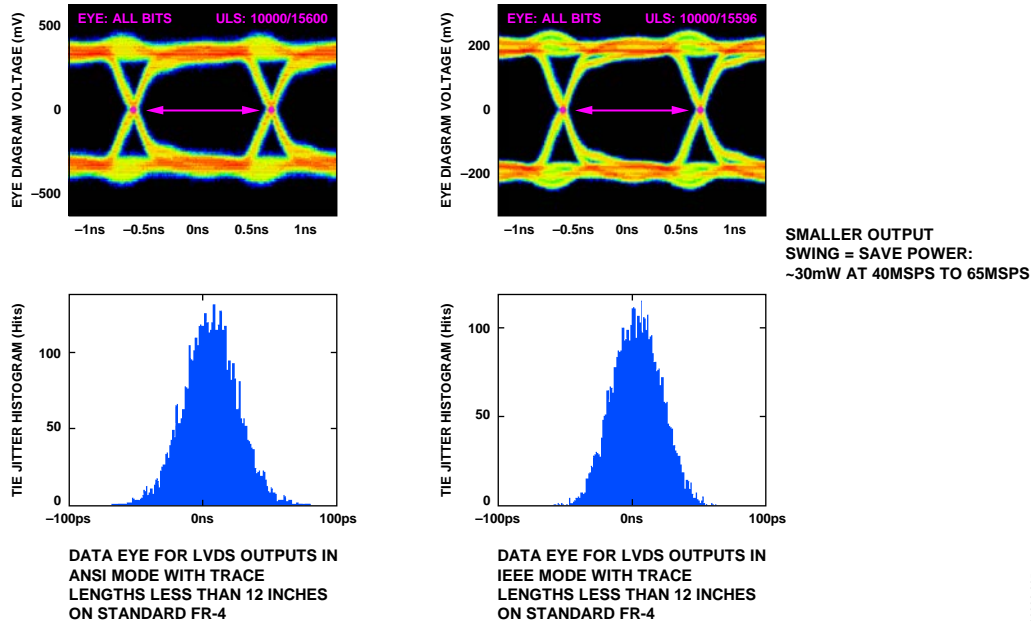 EYE: ALL BITS ULS: 10000/15600
EYE DIAGRAM VOLTAGE (mV)
500
0
–500
–1ns –0.5ns 0ns 0.5ns 1ns
EYE: ALL BITS ULS: 10000/15596
EYE DIAGRAM VOLTAGE (mV)
200
0
–200
–1ns –0.5ns 0ns 0.5ns 1ns
SMALLER OUTPUT
SWING = SAVE POWER:
~30mW AT 40MSPS TO 65MSPS
TIE JITTER HISTOGRAM (Hits)
100
50
0
–100ps 0ns 100ps
DATA EYE FOR LVDS OUTPUTS IN
ANSI MODE WITH TRACE
LENGTHS LESS THAN 12 INCHES
ON STANDARD FR-4
TIE JITTER HISTOGRAM (Hits)
100
50
0
–100ps 0ns 100ps
DATA EYE FOR LVDS OUTPUTS IN
IEEE MODE WITH TRACE
LENGTHS LESS THAN 12 INCHES
ON STANDARD FR-4